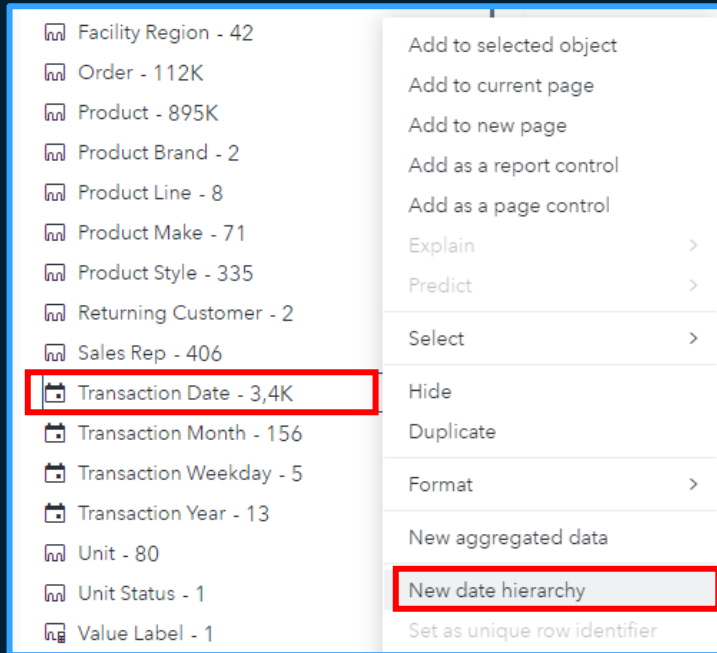 Facility Region - 42
Order - 112K
Product - 895K
Product Brand - 2
Product Line - 8
Product Make - 71
Product Style - 335
Returning Customer - 2
Sales Rep - 406
Transaction Date - 3,4K
Transaction Month - 156
Transaction Weekday - 5
Transaction Year - 13
Unit - 80
Unit Status - 1
Value Label - 1
Add to selected object
Add to current page
Add to new page
Add as a report control
Add as a page control
Explain
Predict
Select
Hide
Duplicate
Format
New aggregated data
New date hierarchy
Set as unique row identifier